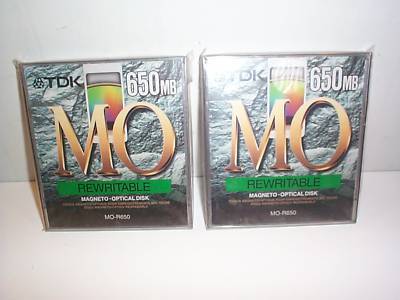 TDK 650MB
MO
REWRITABLE
MAGNETO-OPTICAL DISK
MO-R650
TDK 650MB
MO
REWRITABLE
MAGNETO-OPTICAL DISK
MO-R650